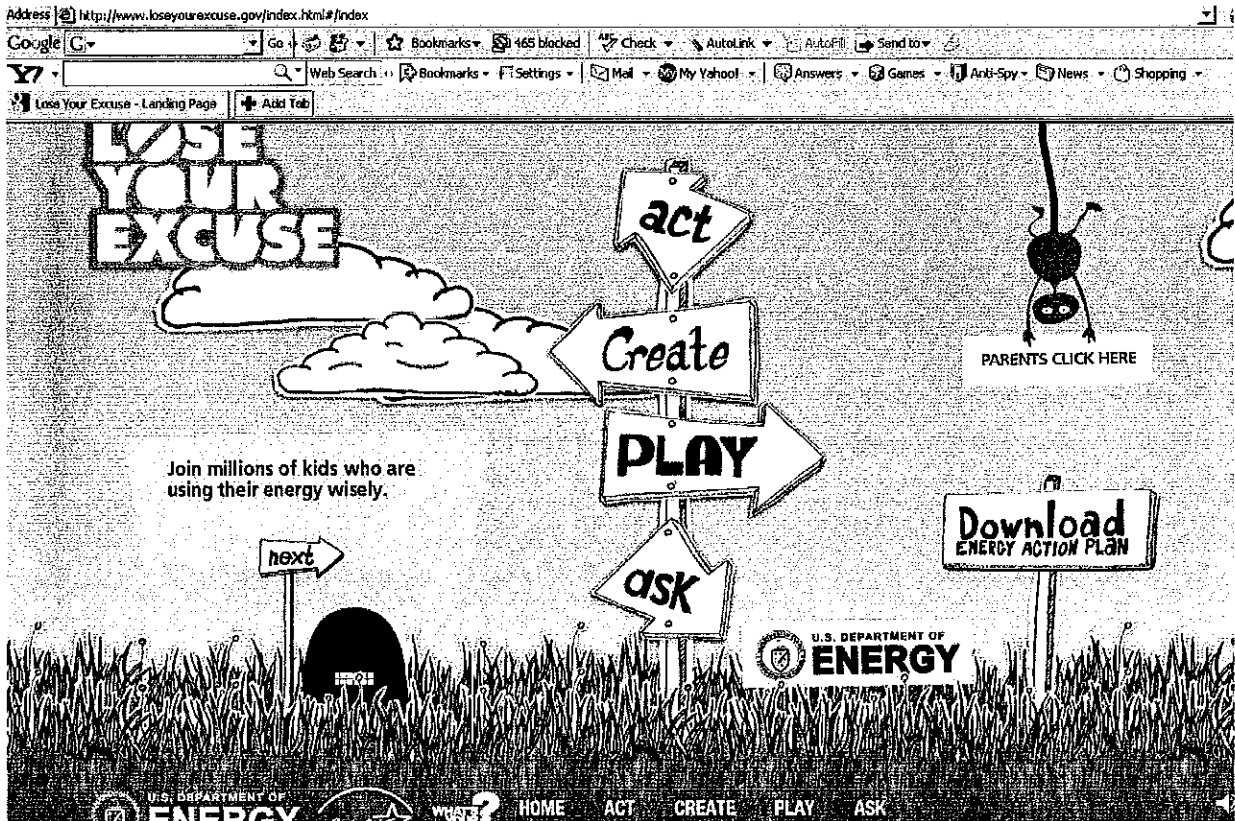 Address http://www.loseyourexcuse.gov/index.html#/index
Google G Go Bookmarks 465 blocked Check AutoLink AutoFill Send to
Y7 Web Search Bookmarks Settings Mail My Yahoo! Answers Games Anti-Spy News Shopping
Lose Your Excuse - Landing Page Add Tab
LOSE
YOUR
EXCUSE
act
Create
PLAY
ask
PARENTS CLICK HERE
Join millions of kids who are
using their energy wisely.
next
Download
ENERGY ACTION PLAN
U.S. DEPARTMENT OF
ENERGY
U.S. DEPARTMENT OF
ENERGY
WHAT'S ? HOME ACT CREATE PLAY ASK